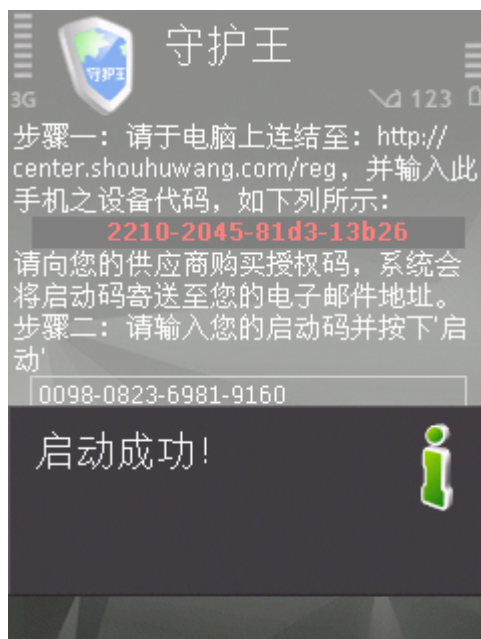 守护王
守护王
3G
123
步骤一：请于电脑上连结至：http://
center.shouhuwang.com/reg，并输入此
手机之设备代码，如下列所示：
2210-2045-81d3-13b26
请向您的供应商购买授权码，系统会
将启动码寄送至您的电子邮件地址。
步骤二：请输入您的启动码并按下'启
动'
0098-0823-6981-9160
启动成功！